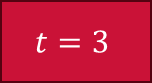 t = 3